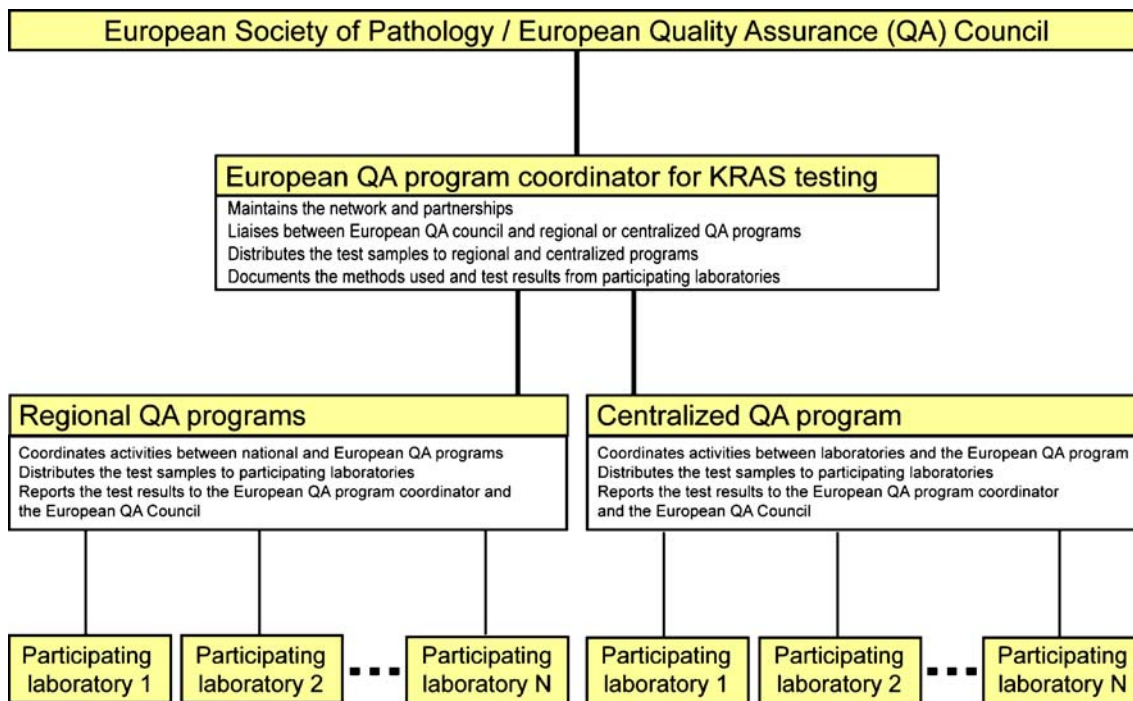 European Society of Pathology / European Quality Assurance (QA) Council
European QA program coordinator for KRAS testing
Maintains the network and partnerships
Liaises between European QA council and regional or centralized QA programs
Distributes the test samples to regional and centralized programs
Documents the methods used and test results from participating laboratories
Regional QA programs
Coordinates activities between national and European QA programs
Distributes the test samples to participating laboratories
Reports the test results to the European QA program coordinator and
the European QA Council
Centralized QA program
Coordinates activities between laboratories and the European QA program
Distributes the test samples to participating laboratories
Reports the test results to the European QA program coordinator
and the European QA Council
Participating
laboratory 1
Participating
laboratory 2
Participating
laboratory N
Participating
laboratory 1
Participating
laboratory 2
Participating
laboratory N